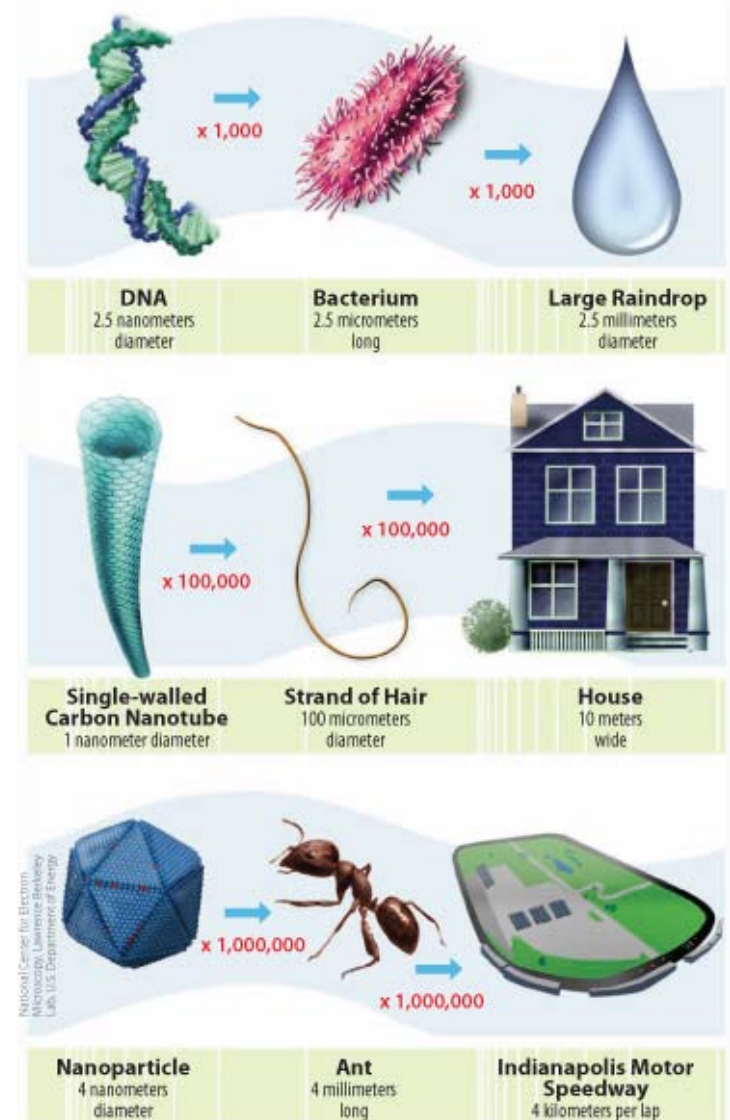 x 1,000
x 1,000
DNA
2.5 nanometers
diameter
Bacterium
2.5 micrometers
long
Large Raindrop
2.5 millimeters
diameter
x 100,000
x 100,000
Single-walled
Carbon Nanotube
1 nanometer diameter
Strand of Hair
100 micrometers
diameter
House
10 meters
wide
National Center for Electron
Microscopy, Lawrence Berkeley
Lab, U.S. Department of Energy
x 1,000,000
x 1,000,000
Nanoparticle
4 nanometers
diameter
Ant
4 millimeters
long
Indianapolis Motor
Speedway
4 kilometers per lap